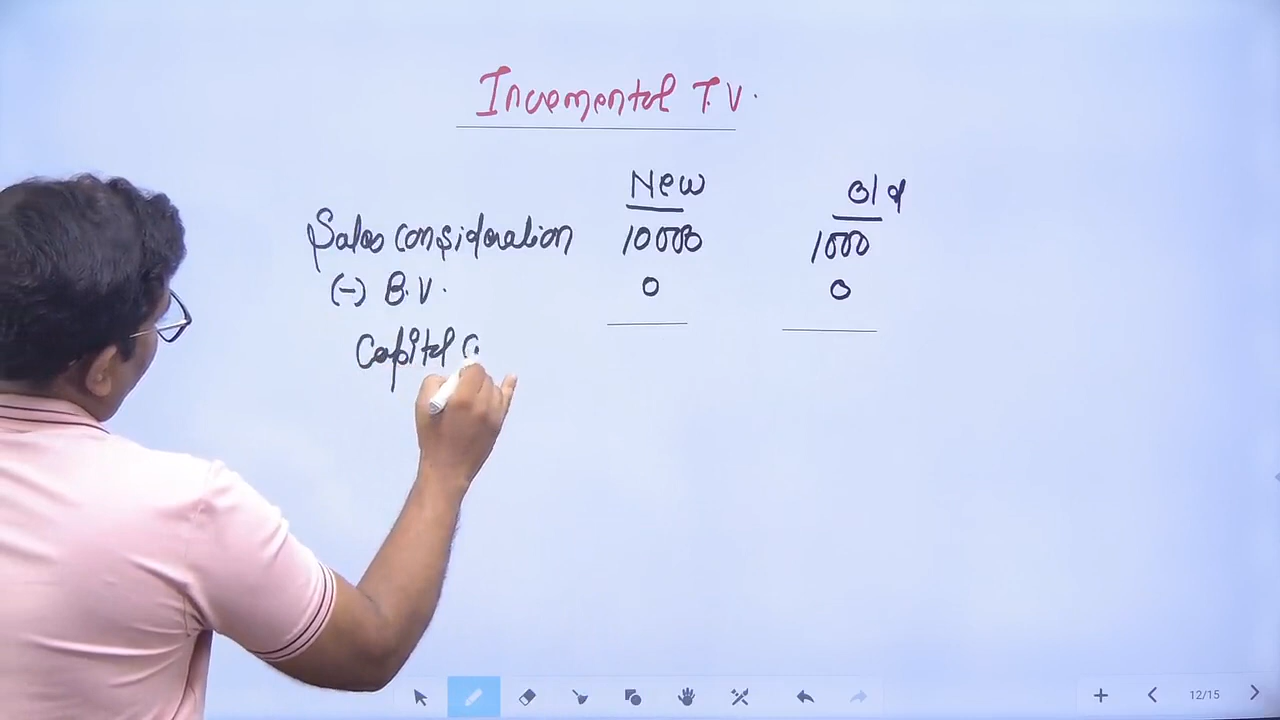 Incremental T.V.
New Old
Sales consideration 10000 1000
(-) B.V. 0 0
Capital G
12/15